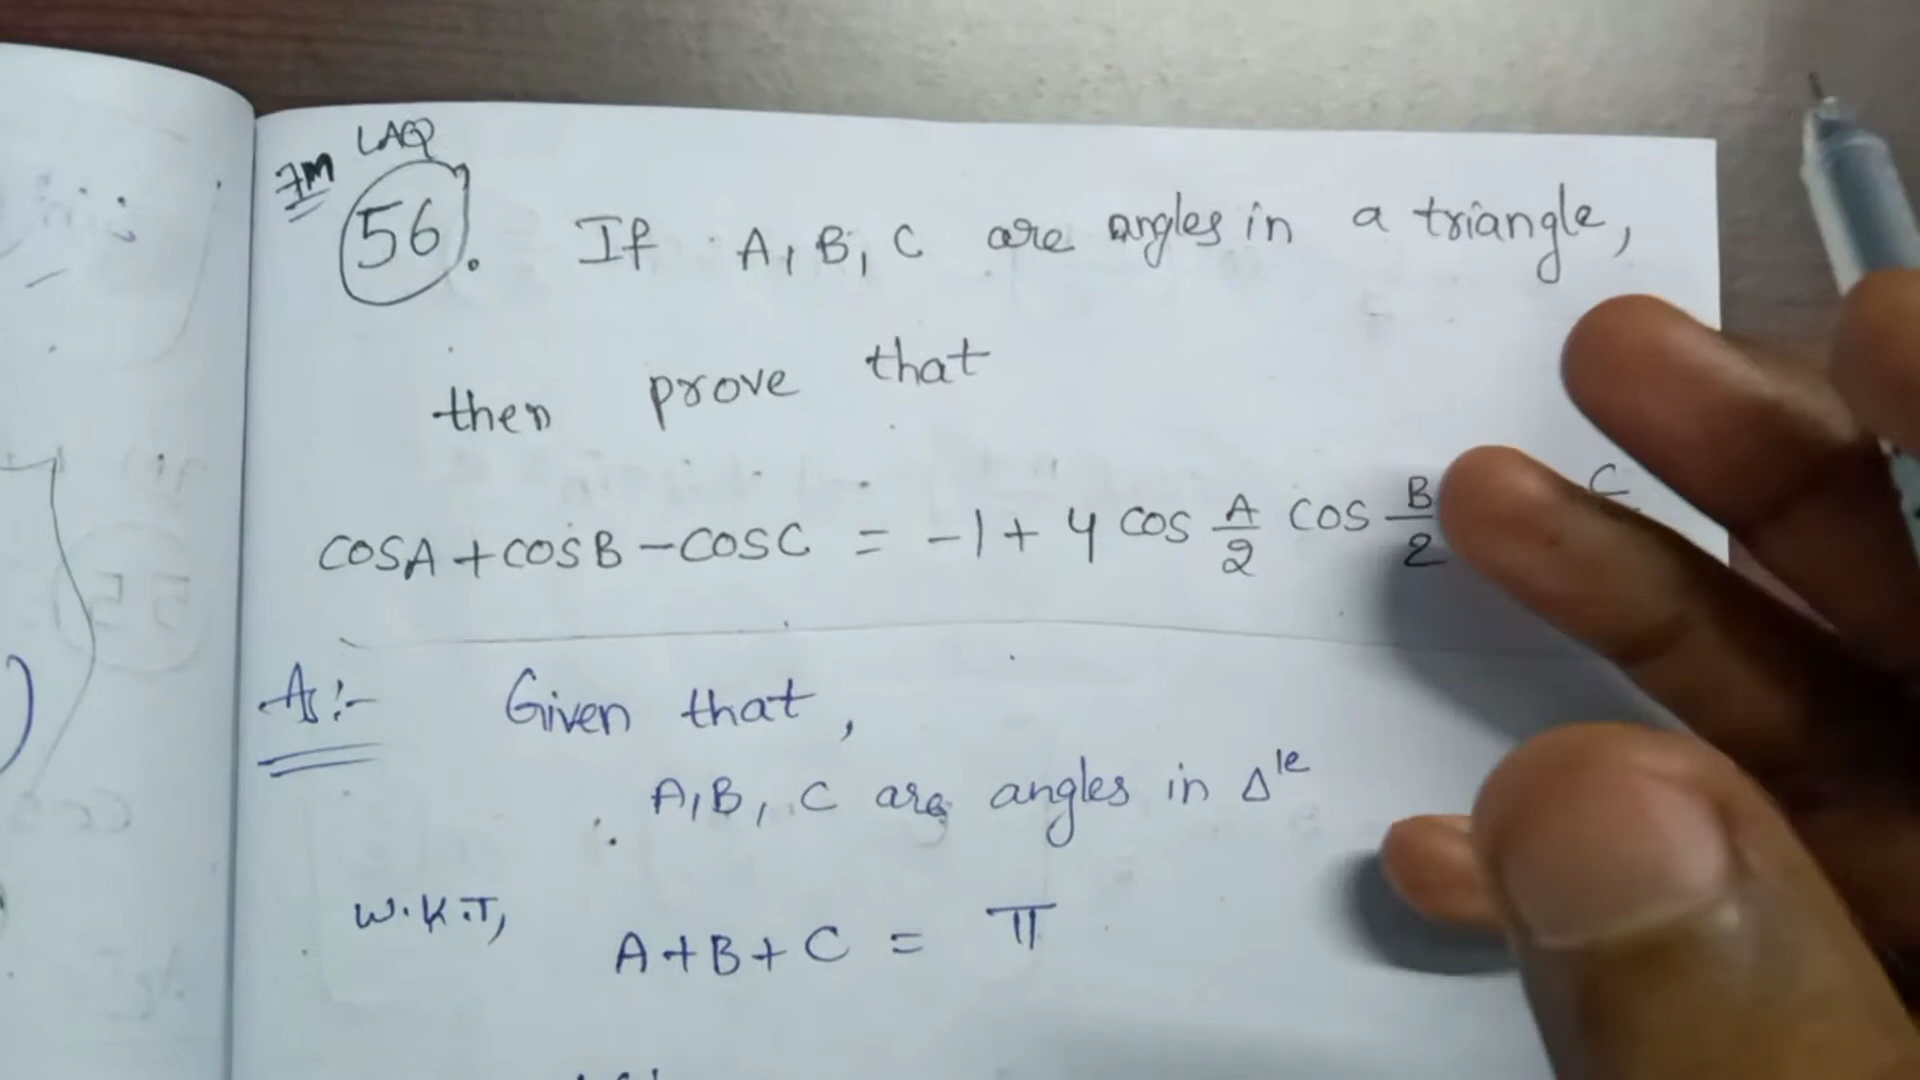 LAQ
7M
56. If A, B, C are angles in a triangle,
then prove that
cosA + cosB - cosC = -1 + 4 cos A/2 cos B/2 C
A:- Given that,
∴ A, B, C are angles in Δle
W.K.T,
A+B+C = π